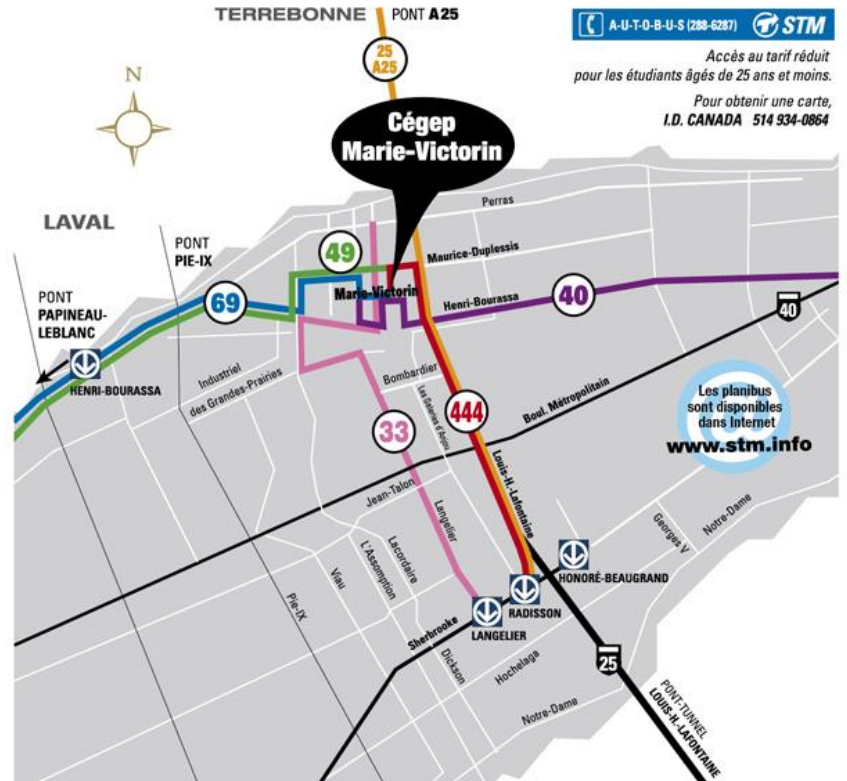 TERREBONNE
PONT A 25
A-U-T-O-B-U-S (288-6287) STM
25
A25
Accès au tarif réduit
pour les étudiants âgés de 25 ans et moins.
N
Pour obtenir une carte,
I.D. CANADA 514 934-0864
Cégep
Marie-Victorin
Perras
LAVAL
PONT
PIE-IX
49
Maurice-Duplessis
Marie-Victorin
40
Henri-Bourassa
69
PONT
PAPINEAU-
LEBLANC
40
HENRI-BOURASSA
Industriel
des Grandes-Prairies
Bombardier
Les Galeries d'Anjou
Boul. Métropolitain
Les planibus
sont disponibles
dans Internet
www.stm.info
33
444
Louis-H.-Lafontaine
Jean-Talon
Langelier
Georges V
Notre-Dame
Lacordaire
L'Assomption
Viau
Pie-IX
HONORÉ-BEAUGRAND
RADISSON
LANGELIER
Sherbrooke
Dickson
Hochelaga
25
Notre-Dame
PONT-TUNNEL
LOUIS-H.-LAFONTAINE